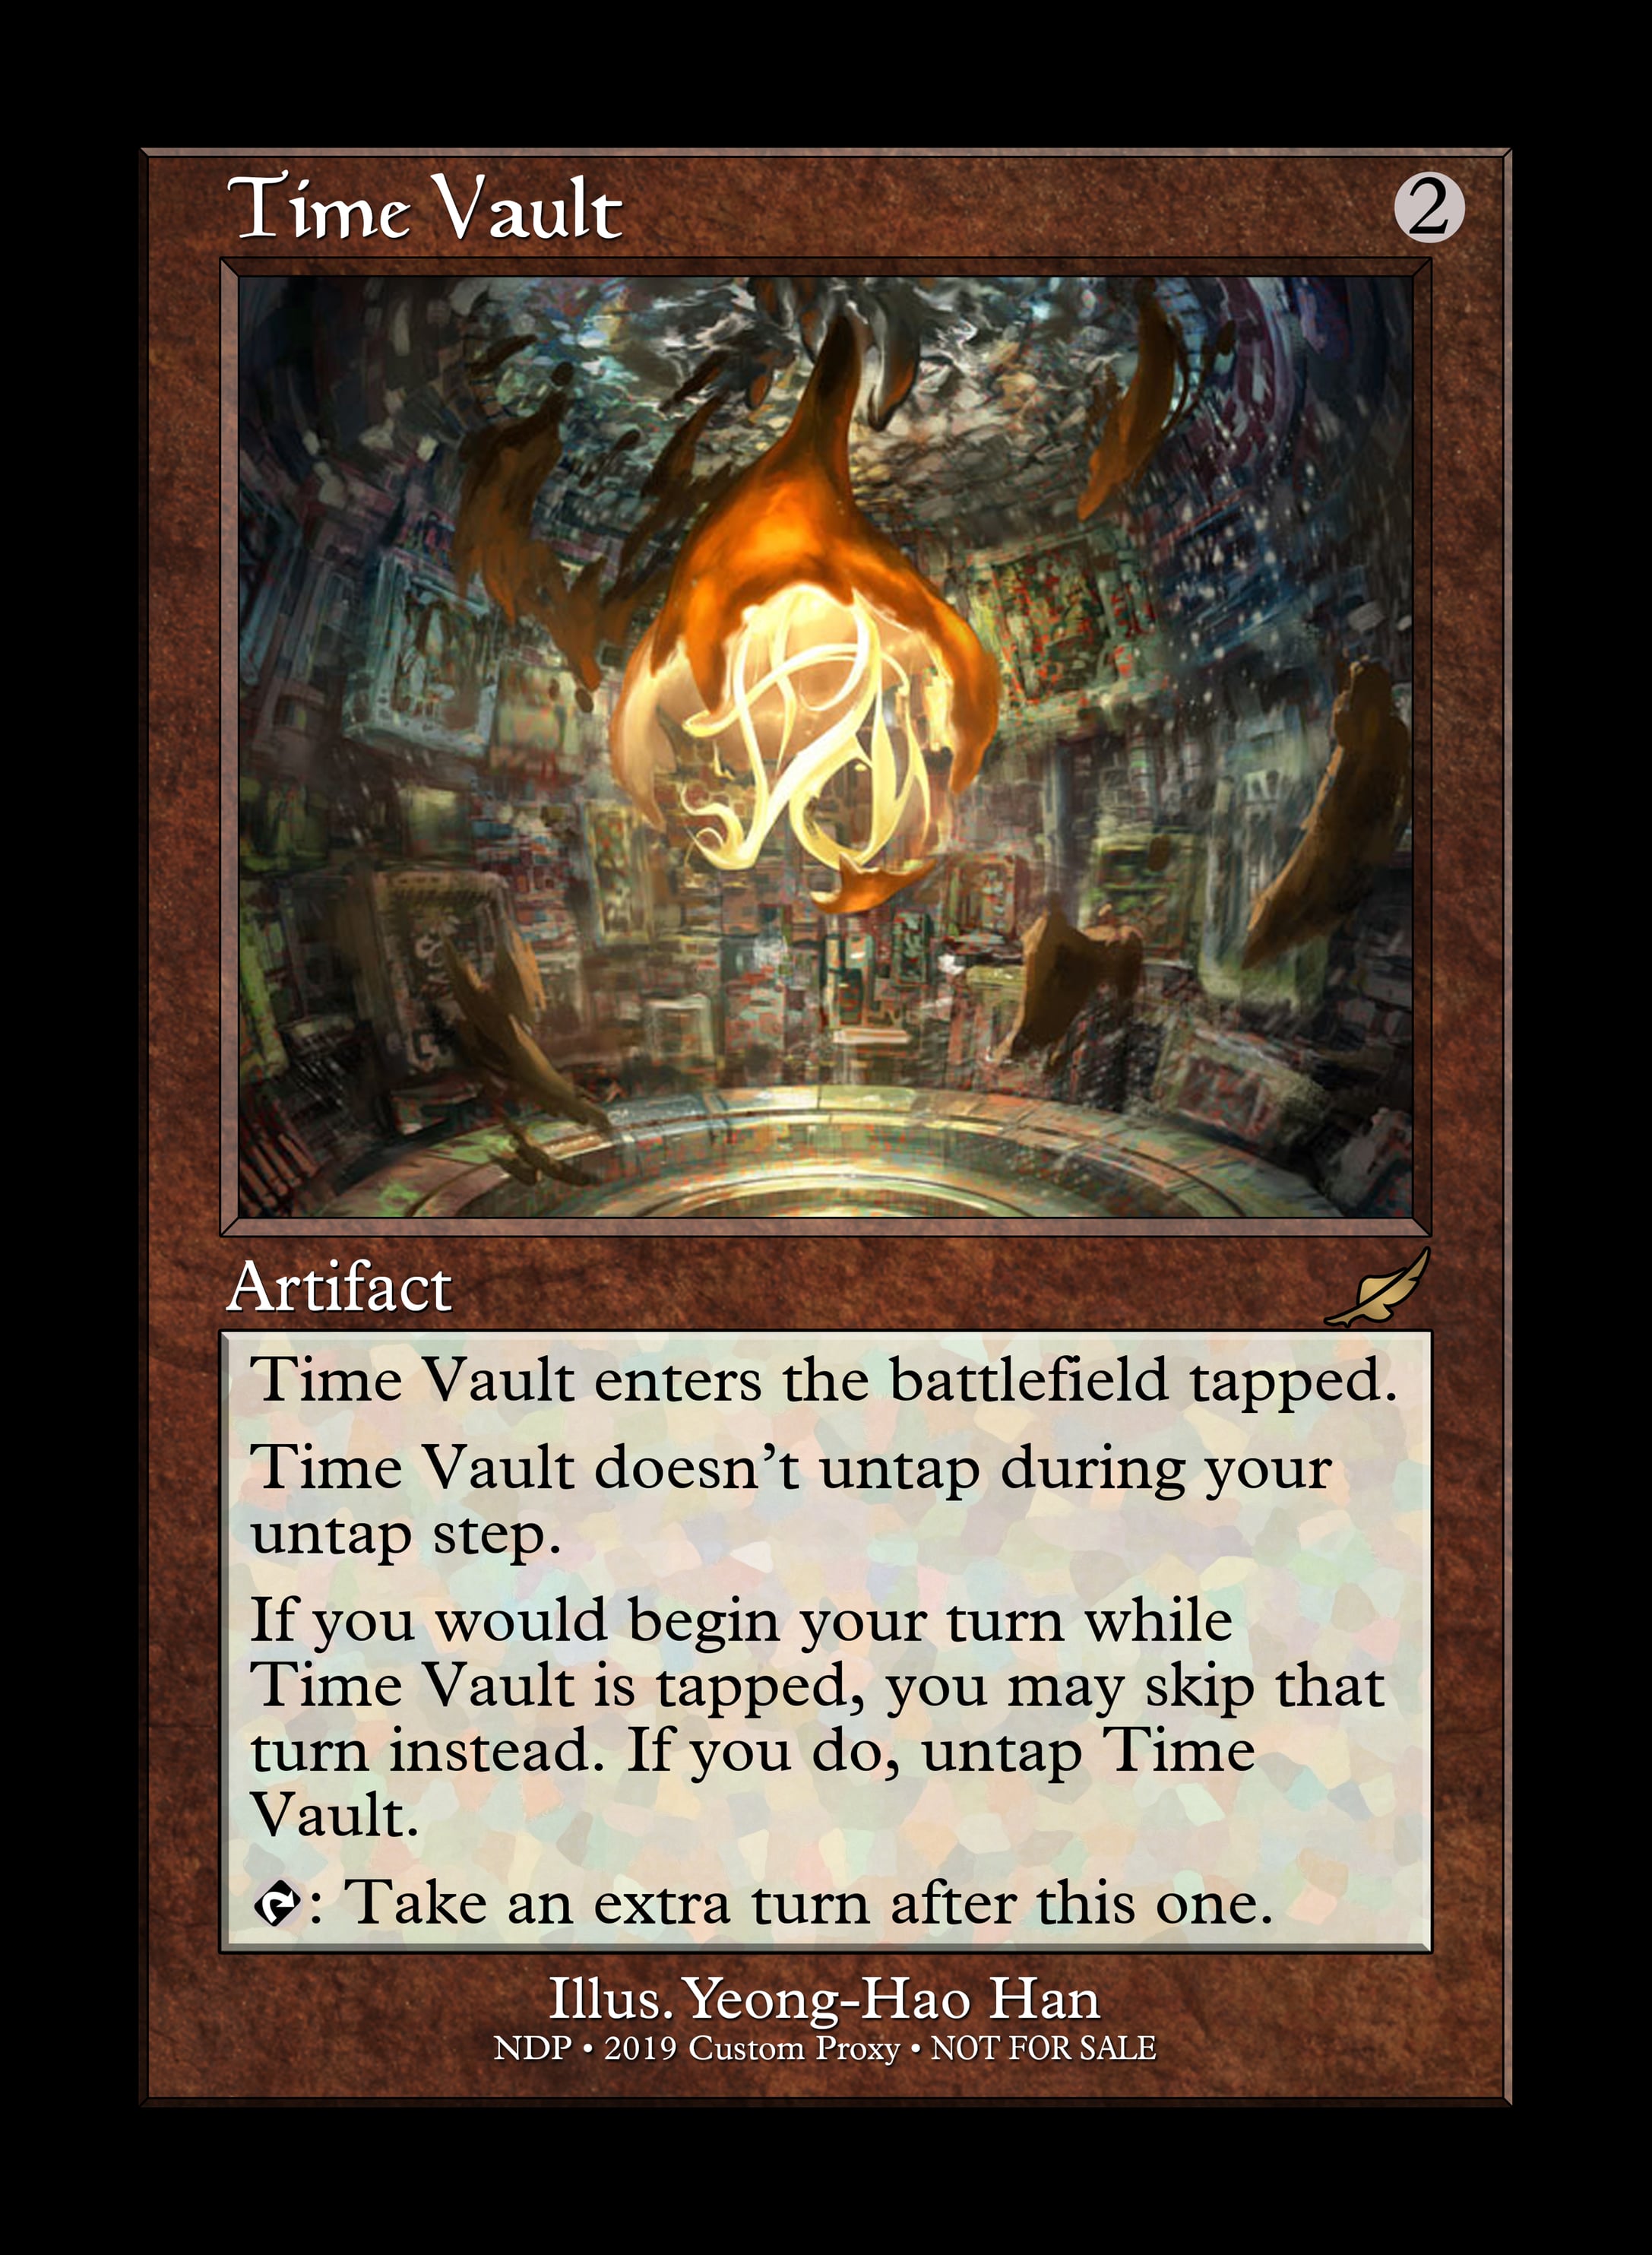 Time Vault 2
Artifact
Time Vault enters the battlefield tapped.
Time Vault doesn’t untap during your
untap step.
If you would begin your turn while
Time Vault is tapped, you may skip that
turn instead. If you do, untap Time
Vault.
: Take an extra turn after this one.
Illus. Yeong-Hao Han
NDP • 2019 Custom Proxy • NOT FOR SALE